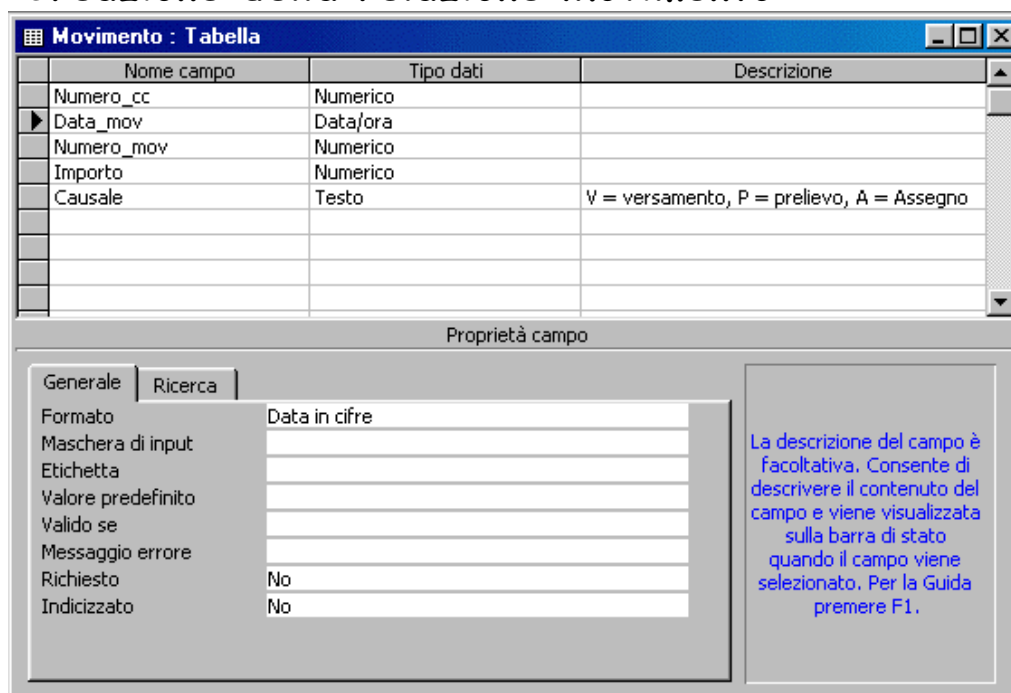 Movimento : Tabella
Nome campo Tipo dati Descrizione
Numero_cc Numerico
Data_mov Data/ora
Numero_mov Numerico
Importo Numerico
Causale Testo V = versamento, P = prelievo, A = Assegno
Proprietà campo
Generale Ricerca
Formato Data in cifre
Maschera di input
Etichetta
Valore predefinito
Valido se
Messaggio errore
Richiesto No
Indicizzato No
La descrizione del campo è
facoltativa. Consente di
descrivere il contenuto del
campo e viene visualizzata
sulla barra di stato
quando il campo viene
selezionato. Per la Guida
premere F1.